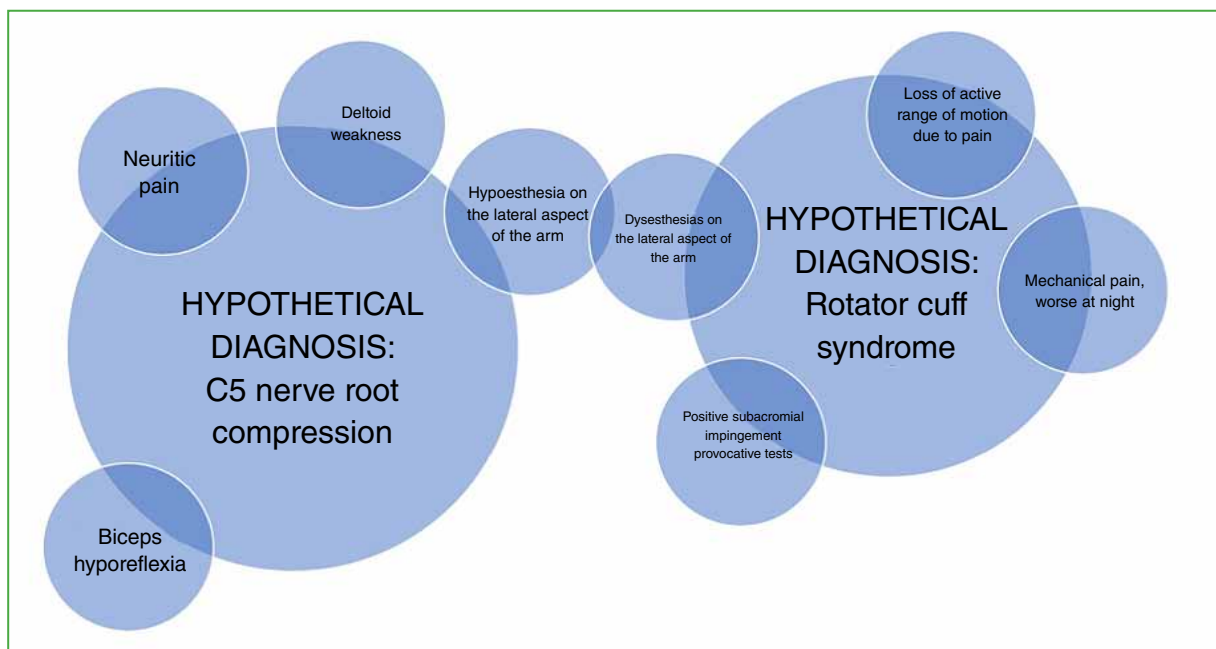 Neuritic
pain
Deltoid
weakness
Hypoesthesia on
the lateral aspect
of the arm
HYPOTHETICAL
DIAGNOSIS:
C5 nerve root
compression
Biceps
hyporeflexia
Dysesthesias on
the lateral aspect of
the arm
Loss of active
range of motion
due to pain
HYPOTHETICAL
DIAGNOSIS:
Rotator cuff
syndrome
Mechanical pain,
worse at night
Positive subacromial
impingement
provocative tests